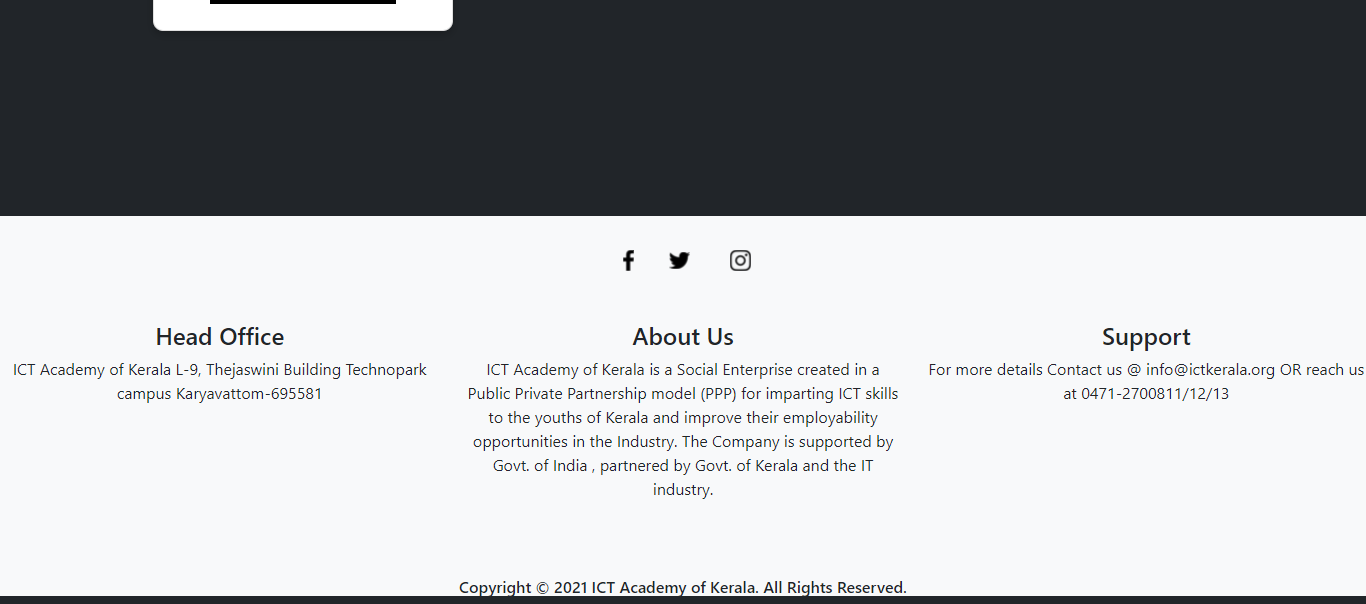 Head Office
ICT Academy of Kerala L-9, Thejaswini Building Technopark
campus Karyavattom-695581
About Us
ICT Academy of Kerala is a Social Enterprise created in a
Public Private Partnership model (PPP) for imparting ICT skills
to the youths of Kerala and improve their employability
opportunities in the Industry. The Company is supported by
Govt. of India , partnered by Govt. of Kerala and the IT
industry.
Support
For more details Contact us @ info@ictkerala.org OR reach us
at 0471-2700811/12/13
Copyright © 2021 ICT Academy of Kerala. All Rights Reserved.